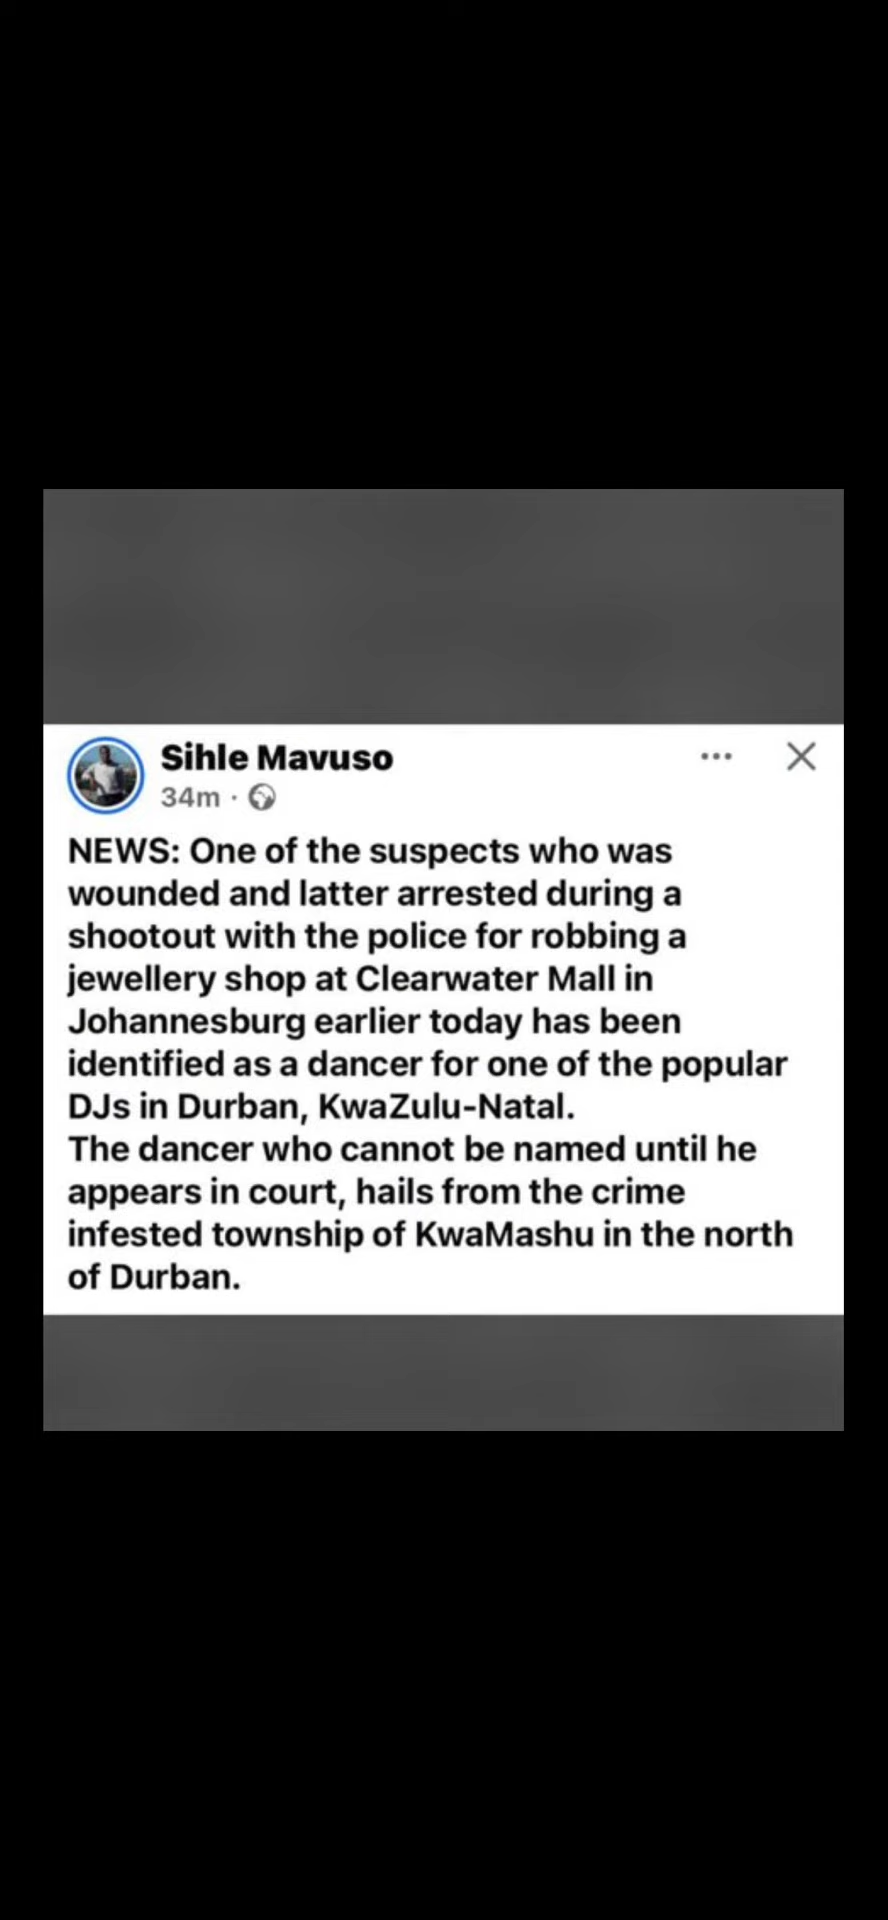 Sihle Mavuso
34m ·
NEWS: One of the suspects who was
wounded and latter arrested during a
shootout with the police for robbing a
jewellery shop at Clearwater Mall in
Johannesburg earlier today has been
identified as a dancer for one of the popular
DJs in Durban, KwaZulu-Natal.
The dancer who cannot be named until he
appears in court, hails from the crime
infested township of KwaMashu in the north
of Durban.